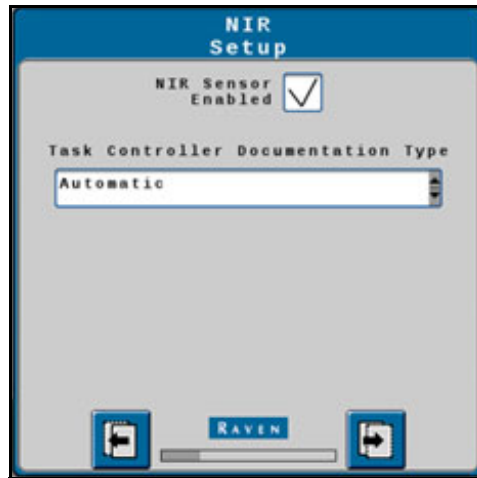 NIR
Setup
NIR Sensor
Enabled
Task Controller Documentation Type
Automatic
RAVEN